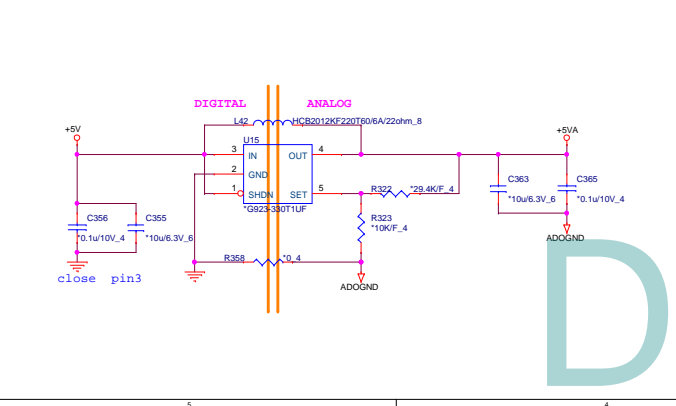 DIGITAL ANALOG
L42 HCB2012KF220T60/6A/22ohm_8
+5V
+5VA
U15
3 IN OUT 4
2 GND
1 SHDN SET 5
*G923-330T1UF
R322 *29.4K/F_4
C363
*10u/6.3V_6
C365
*0.1u/10V_4
C356
*0.1u/10V_4
C355
*10u/6.3V_6
R323
*10K/F_4
ADOGND
R358 *0_4
close pin3
ADOGND
D
5 4